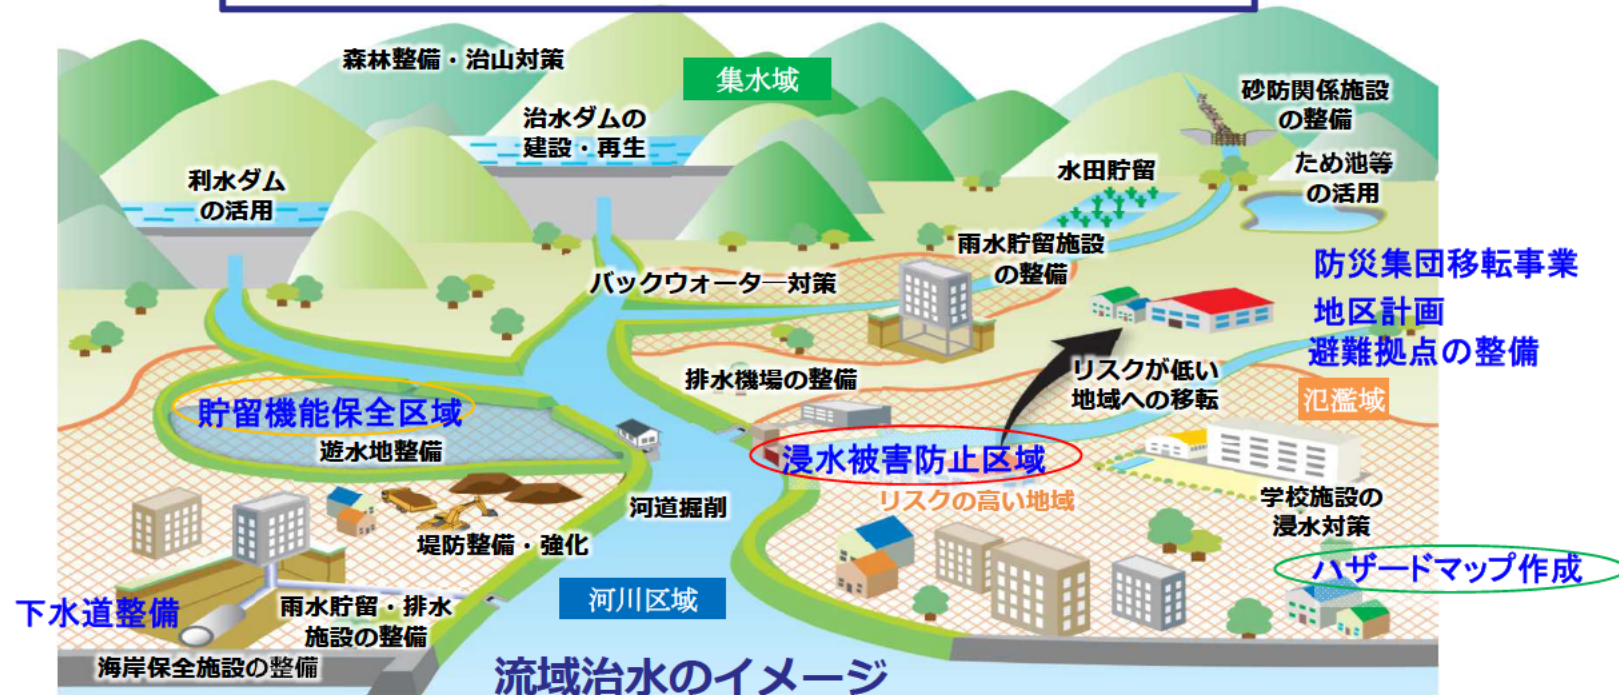 森林整備・治山対策
集水域
砂防関係施設
の整備
治水ダムの
建設・再生
利水ダム
の活用
水田貯留
ため池等
の活用
雨水貯留施設
の整備
バックウォーター対策
防災集団移転事業
地区計画
避難拠点の整備
排水機場の整備
リスクが低い
地域への移転
氾濫域
貯留機能保全区域
遊水地整備
浸水被害防止区域
リスクの高い地域
河道掘削
学校施設の
浸水対策
堤防整備・強化
ハザードマップ作成
河川区域
下水道整備
雨水貯留・排水
施設の整備
海岸保全施設の整備
流域治水のイメージ